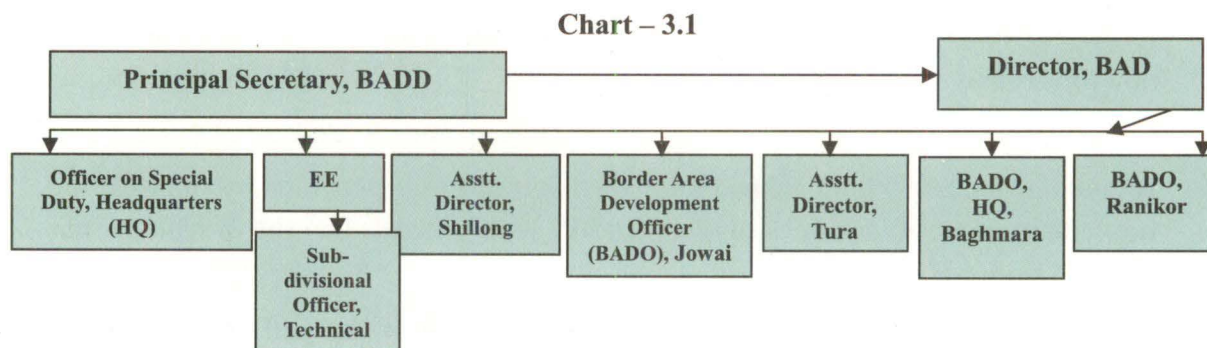 Chart – 3.1
Principal Secretary, BADD
Director, BAD
Officer on Special
Duty, Headquarters
(HQ)
EE
Sub-
divisional
Officer,
Technical
Asstt.
Director,
Shillong
Border Area
Development
Officer
(BADO), Jowai
Asstt.
Director,
Tura
BADO,
HQ,
Baghmara
BADO,
Ranikor